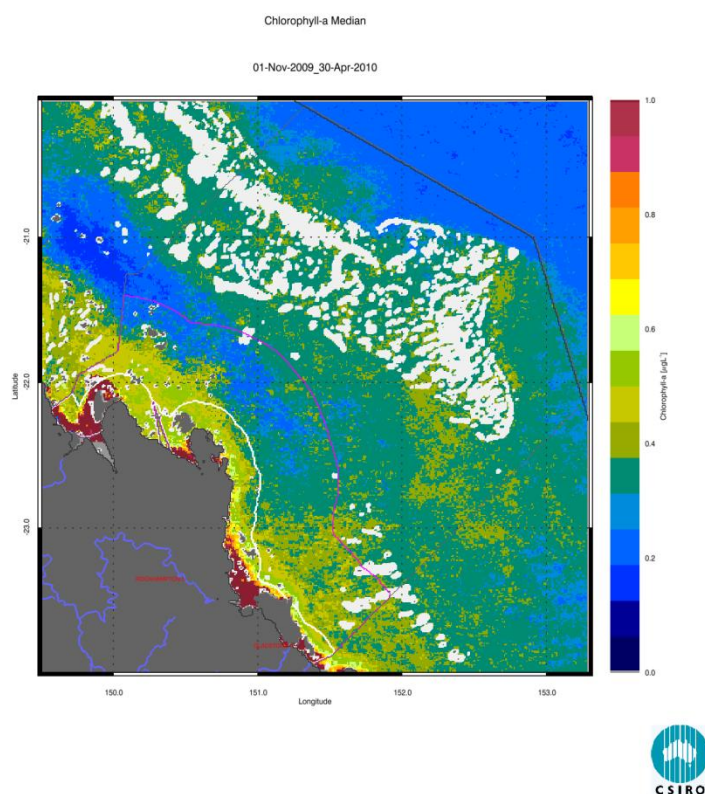 Chlorophyll-a Median
01-Nov-2009_30-Apr-2010
1.0
0.8
0.6
0.4
0.2
0.0
Chlorophyll-a [µgL⁻]
-21.0
-22.0
-23.0
Latitude
150.0
151.0
152.0
153.0
Longitude
CSIRO